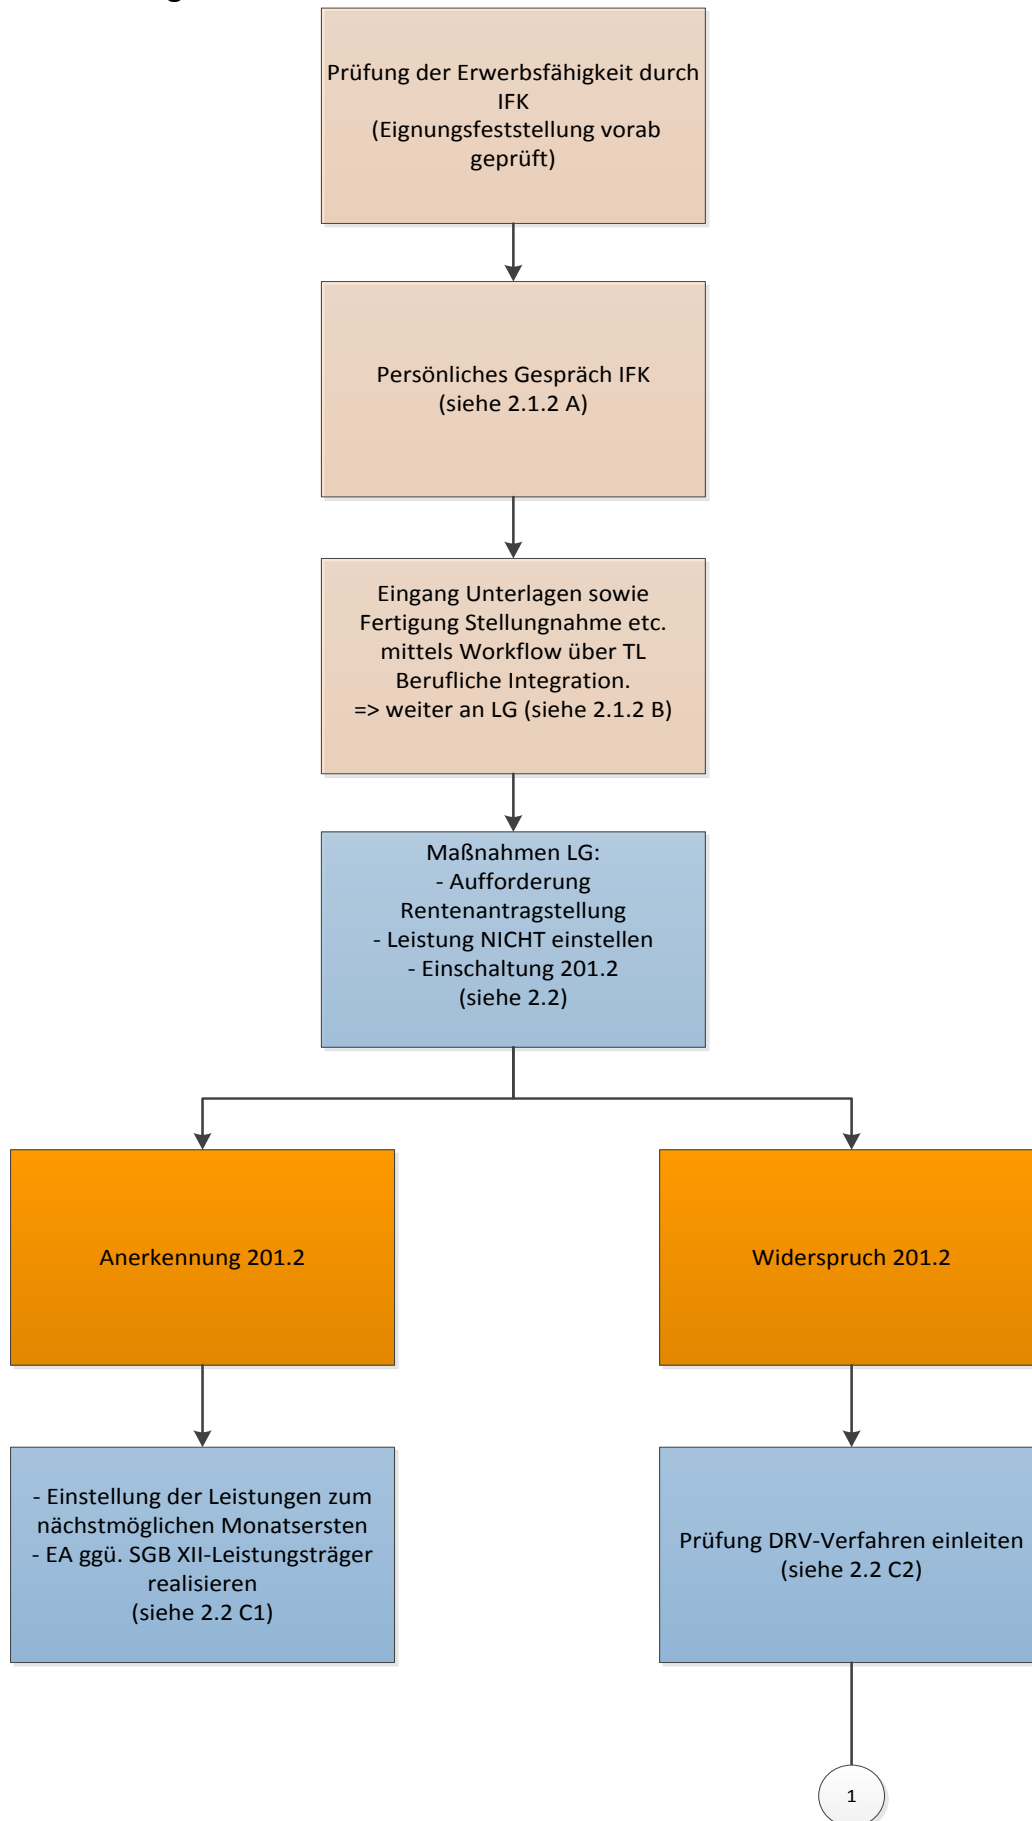 Prüfung der Erwerbsfähigkeit durch
IFK
(Eignungsfeststellung vorab
geprüft)
Persönliches Gespräch IFK
(siehe 2.1.2 A)
Eingang Unterlagen sowie
Fertigung Stellungnahme etc.
mittels Workflow über TL
Berufliche Integration.
=> weiter an LG (siehe 2.1.2 B)
Maßnahmen LG:
- Aufforderung
Rentenantragstellung
- Leistung NICHT einstellen
- Einschaltung 201.2
(siehe 2.2)
Anerkennung 201.2
Widerspruch 201.2
- Einstellung der Leistungen zum
nächstmöglichen Monatsersten
- EA ggü. SGB XII-Leistungsträger
realisieren
(siehe 2.2 C1)
Prüfung DRV-Verfahren einleiten
(siehe 2.2 C2)
1